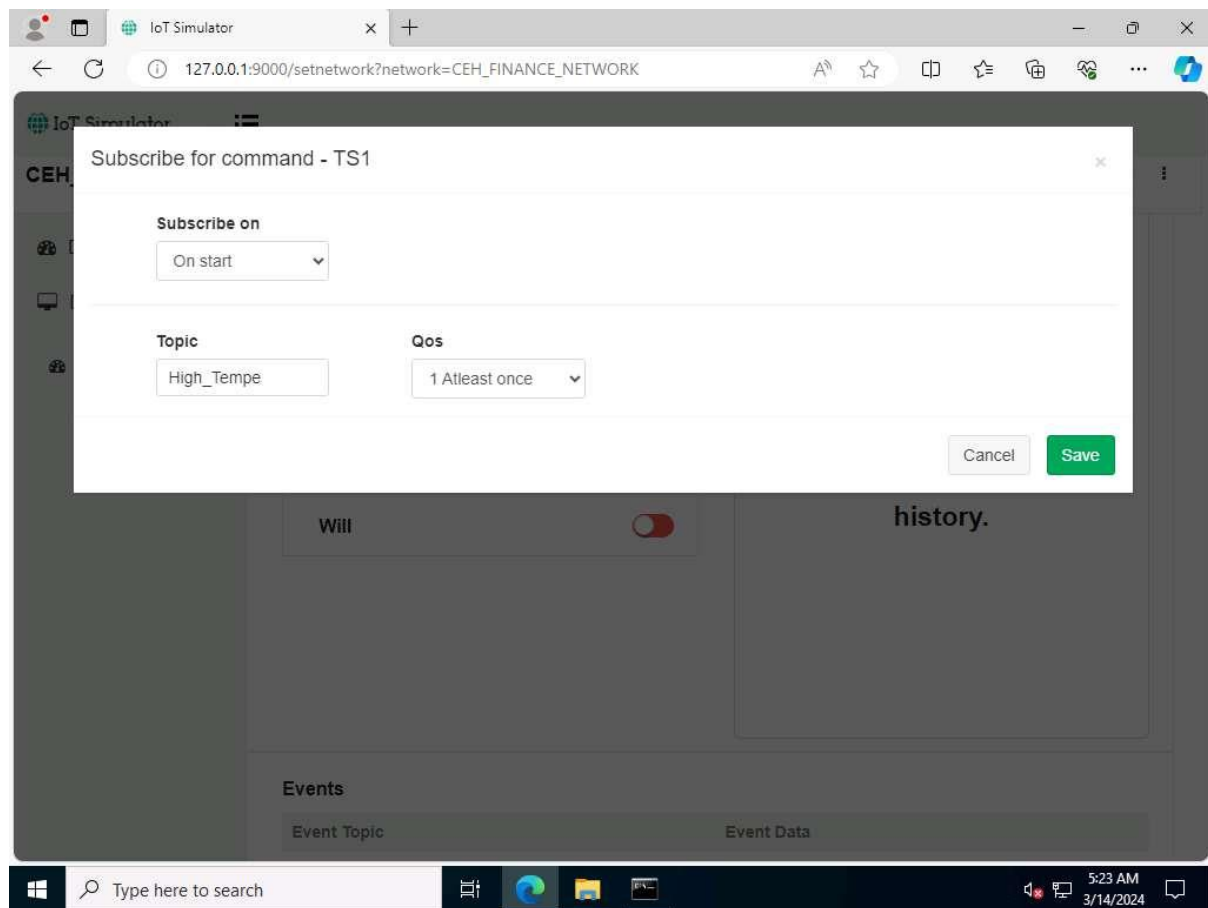 IoT Simulator
127.0.0.1:9000/setnetwork?network=CEH_FINANCE_NETWORK
IoT Simulator
CEH_
Subscribe for command - TS1
Subscribe on
On start
Topic Qos
High_Tempe 1 Atleast once
Cancel Save
Will
history.
Events
Event Topic Event Data
Type here to search
5:23 AM
3/14/2024